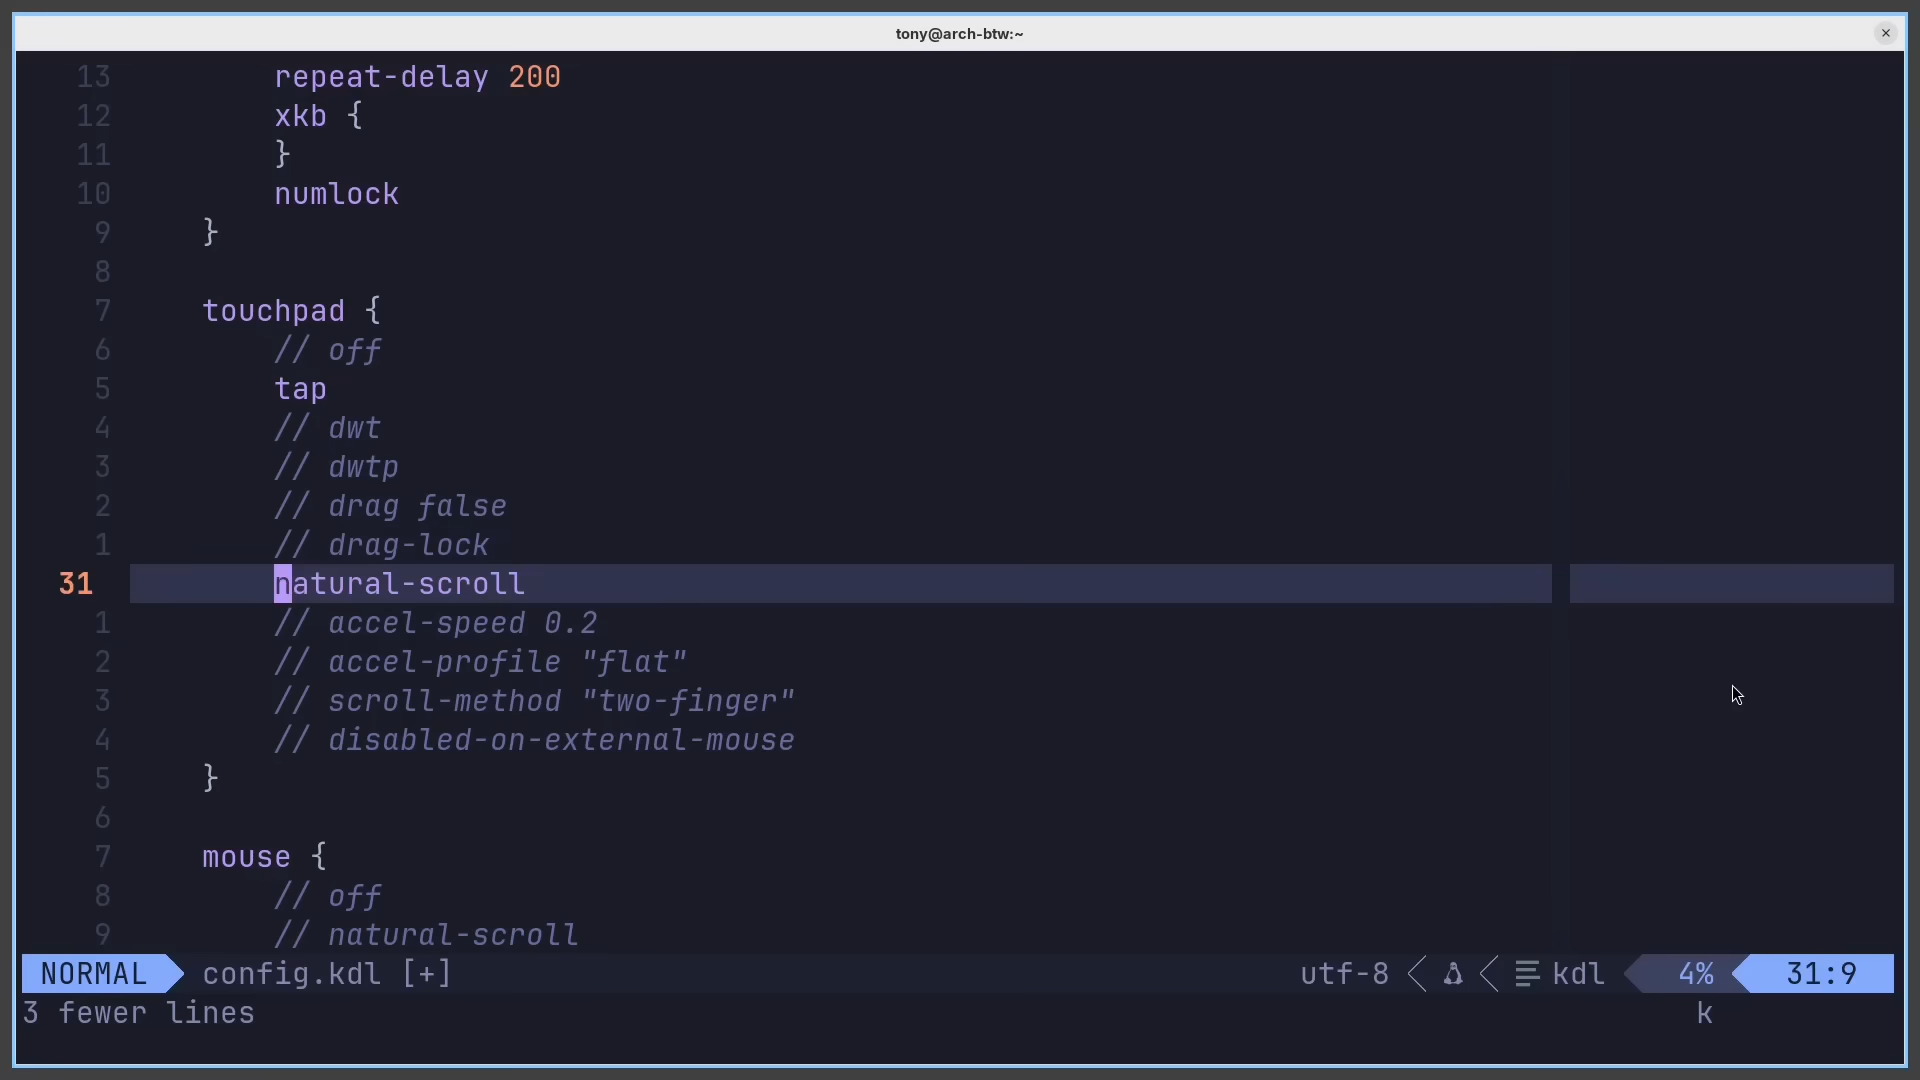 tony@arch-btw:~
13 repeat-delay 200
12 xkb {
11 }
10 numlock
9 }
8
7 touchpad {
6 // off
5 tap
4 // dwt
3 // dwtp
2 // drag false
1 // drag-lock
31 natural-scroll
1 // accel-speed 0.2
2 // accel-profile "flat"
3 // scroll-method "two-finger"
4 // disabled-on-external-mouse
5 }
6
7 mouse {
8 // off
9 // natural-scroll
NORMAL config.kdl [+] utf-8 kdl 4% 31:9
3 fewer lines k